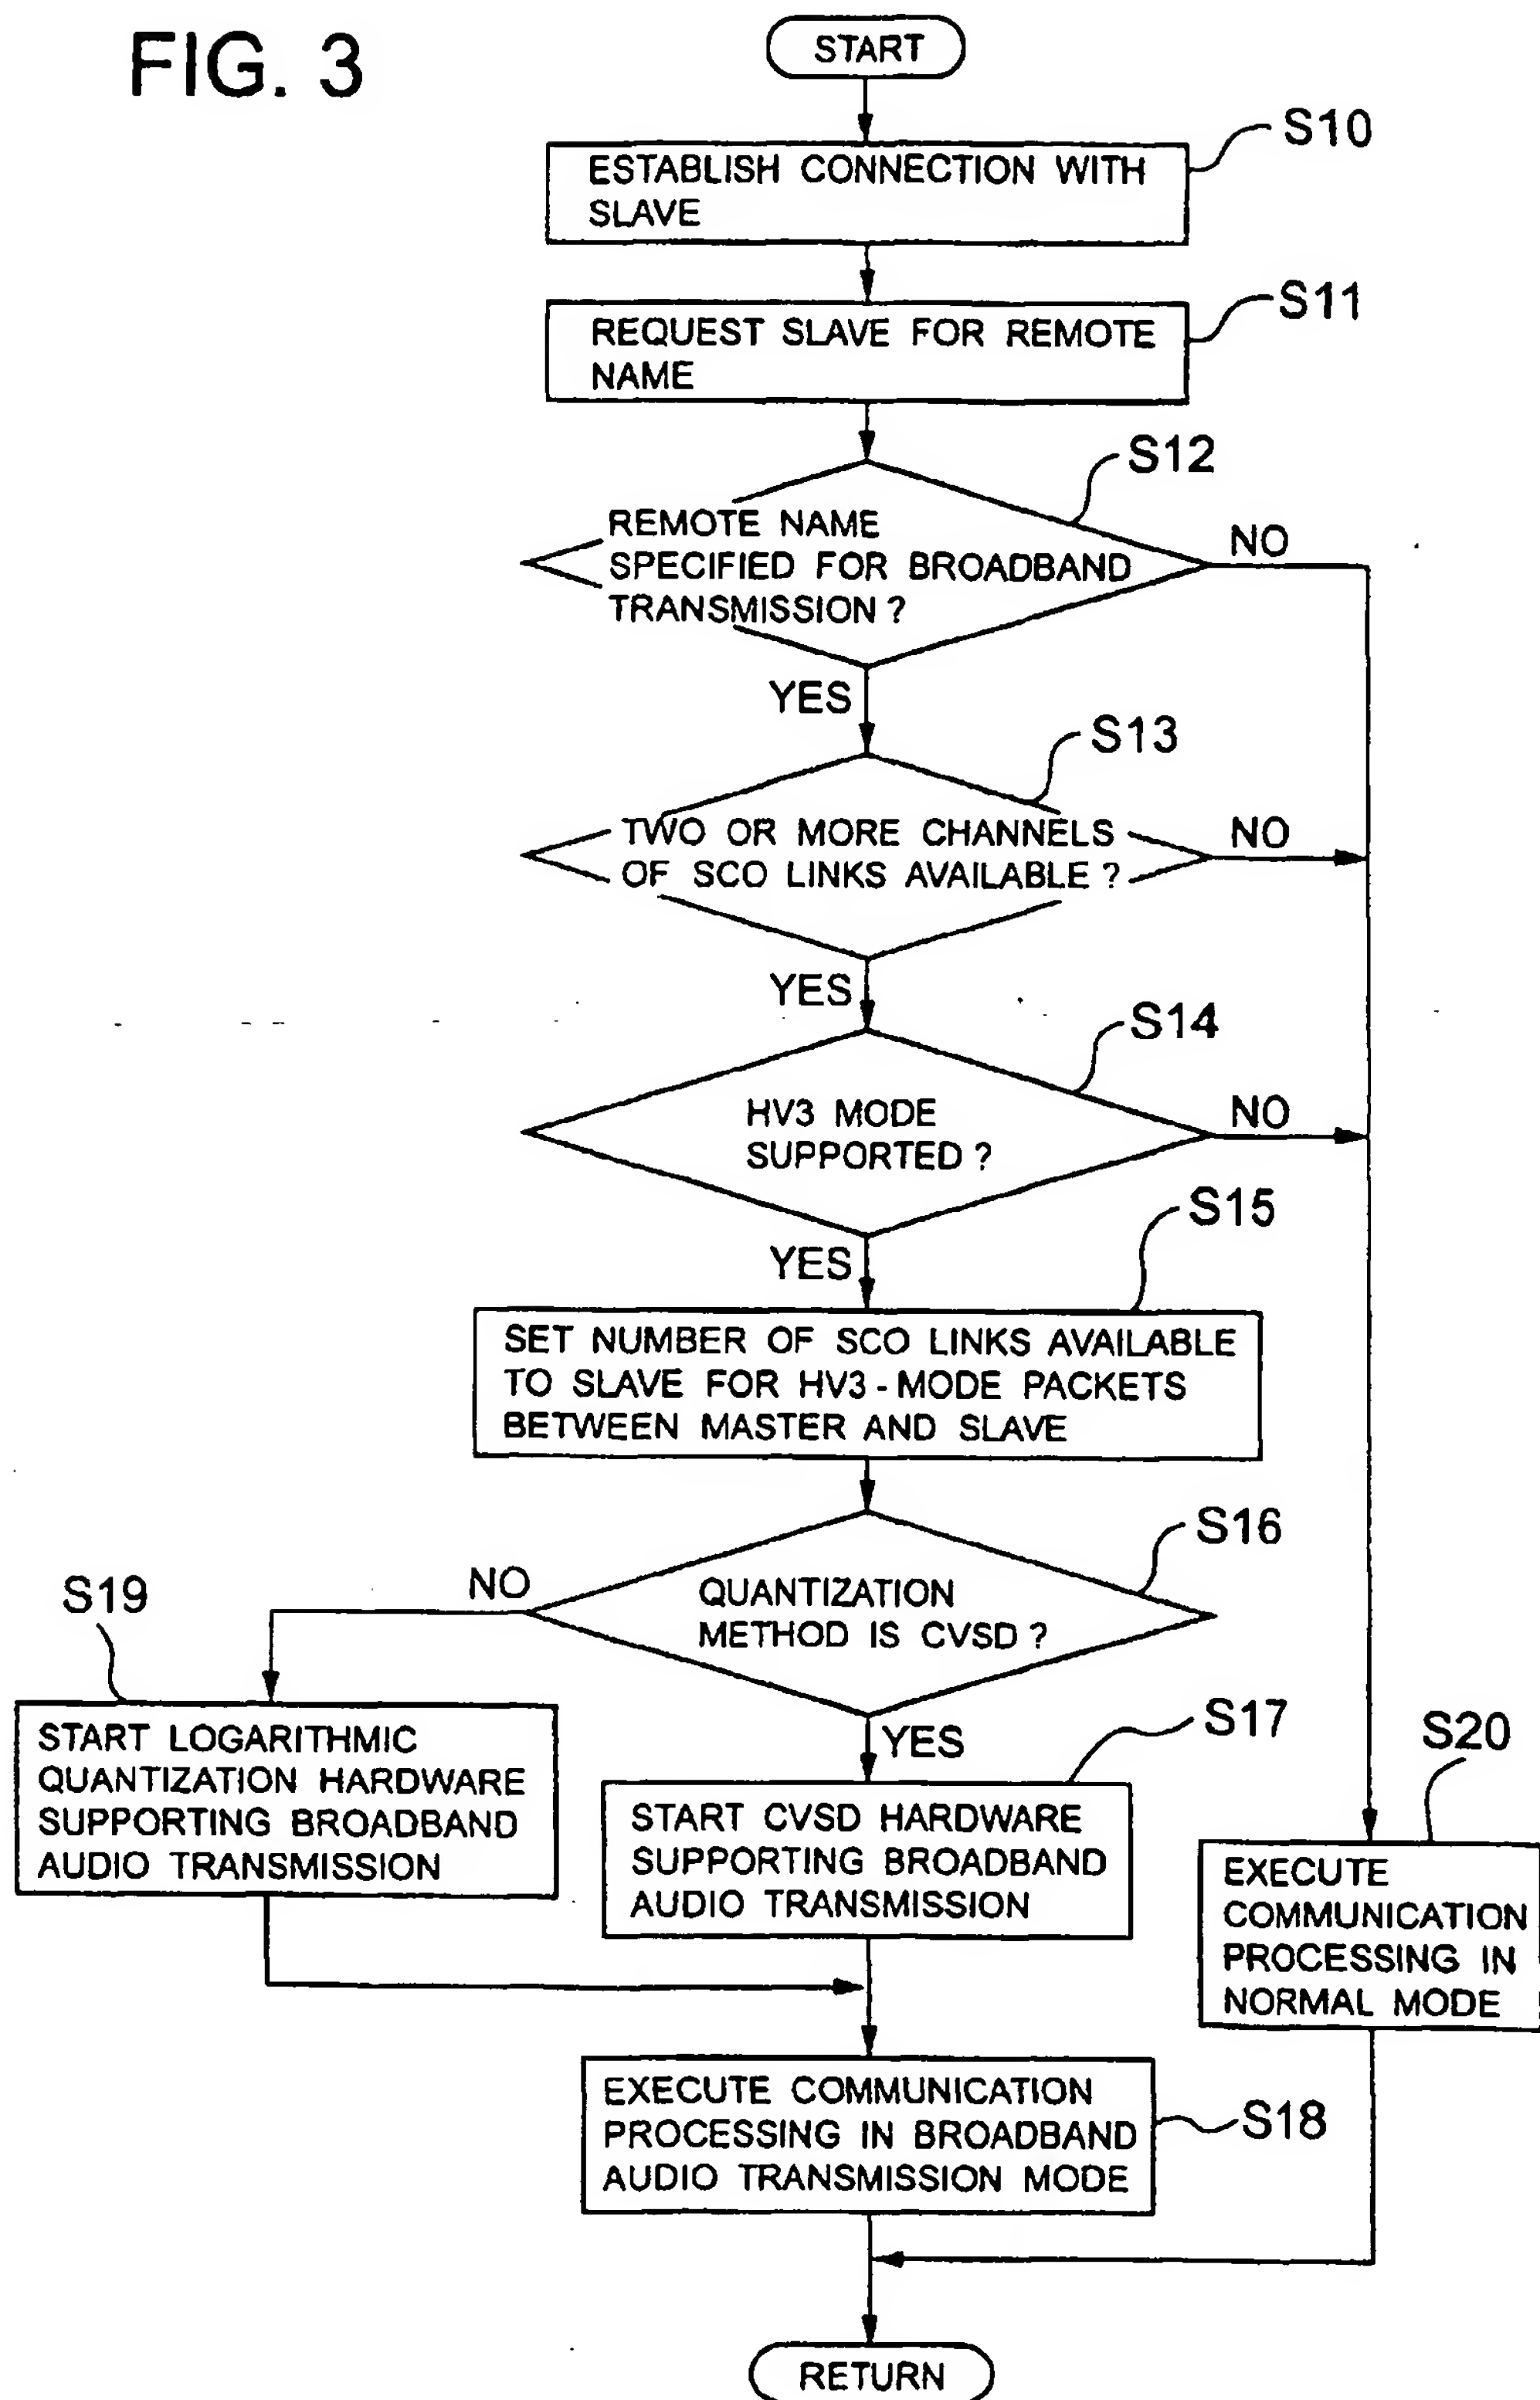 FIG. 3
START
S10
ESTABLISH CONNECTION WITH
SLAVE
S11
REQUEST SLAVE FOR REMOTE
NAME
S12
REMOTE NAME
SPECIFIED FOR BROADBAND
TRANSMISSION ?
NO
YES
S13
TWO OR MORE CHANNELS
OF SCO LINKS AVAILABLE ?
NO
YES
S14
HV3 MODE
SUPPORTED ?
NO
YES
S15
SET NUMBER OF SCO LINKS AVAILABLE
TO SLAVE FOR HV3 - MODE PACKETS
BETWEEN MASTER AND SLAVE
S16
QUANTIZATION
METHOD IS CVSD ?
NO
YES
S19
START LOGARITHMIC
QUANTIZATION HARDWARE
SUPPORTING BROADBAND
AUDIO TRANSMISSION
S17
START CVSD HARDWARE
SUPPORTING BROADBAND
AUDIO TRANSMISSION
S20
EXECUTE
COMMUNICATION
PROCESSING IN
NORMAL MODE
EXECUTE COMMUNICATION
PROCESSING IN BROADBAND
AUDIO TRANSMISSION MODE
S18
RETURN